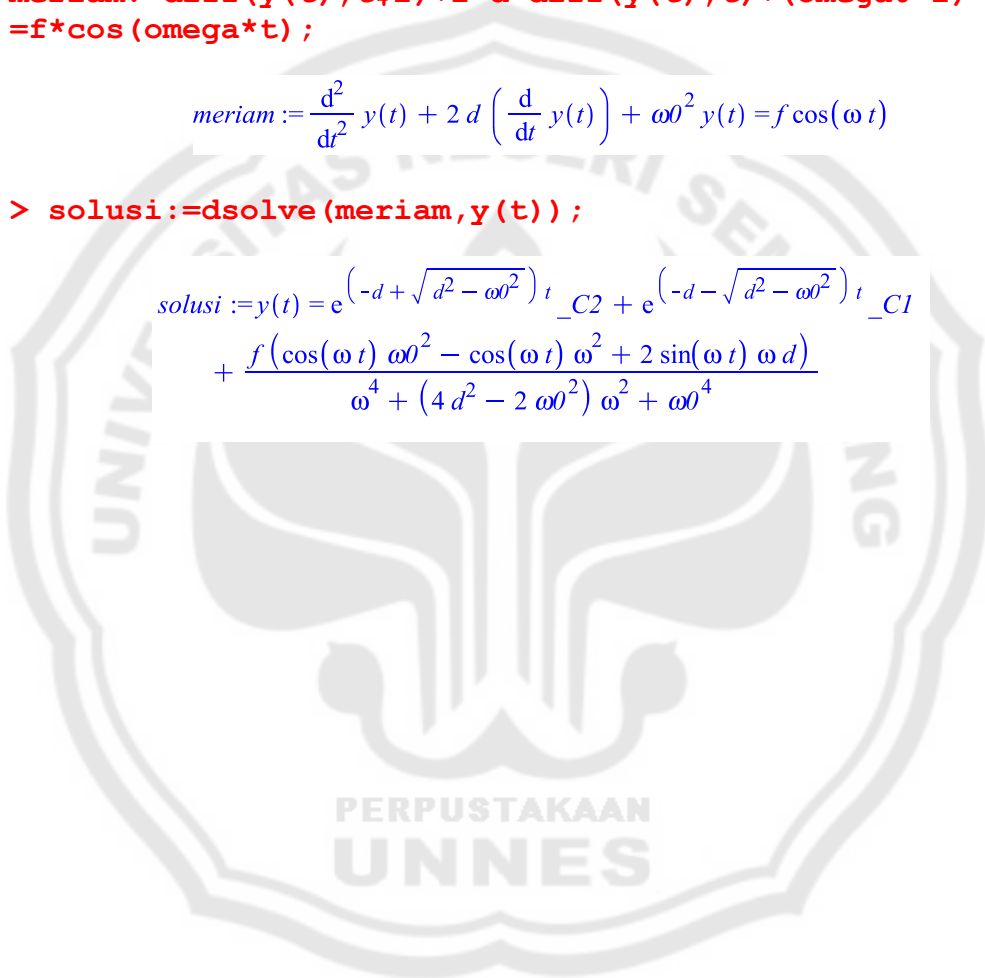 =f*cos(omega*t);
meriam := d²/dt² y(t) + 2 d (d/dt y(t)) + ω0² y(t) = f cos(ω t)
> solusi:=dsolve(meriam,y(t));
solusi := y(t) = e^((-d + √(d² − ω0²)) t) _C2 + e^((-d − √(d² − ω0²)) t) _C1
+ f (cos(ω t) ω0² − cos(ω t) ω² + 2 sin(ω t) ω d) / (ω⁴ + (4 d² − 2 ω0²) ω² + ω0⁴)
PERPUSTAKAAN
UNNES